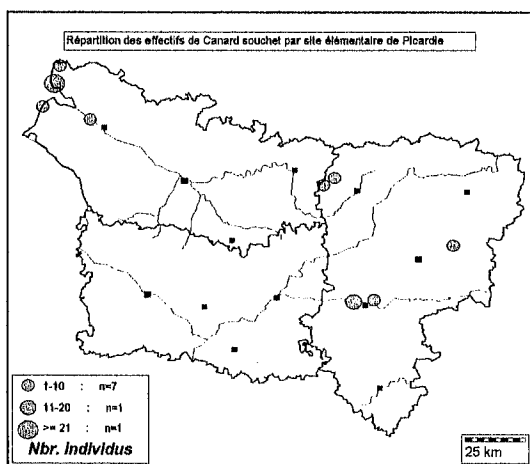 Répartition des effectifs de Canard souchet par site élémentaire de Picardie
1-10 : n=7
11-20 : n=1
>= 21 : n=1
Nbr. Individus
25 km